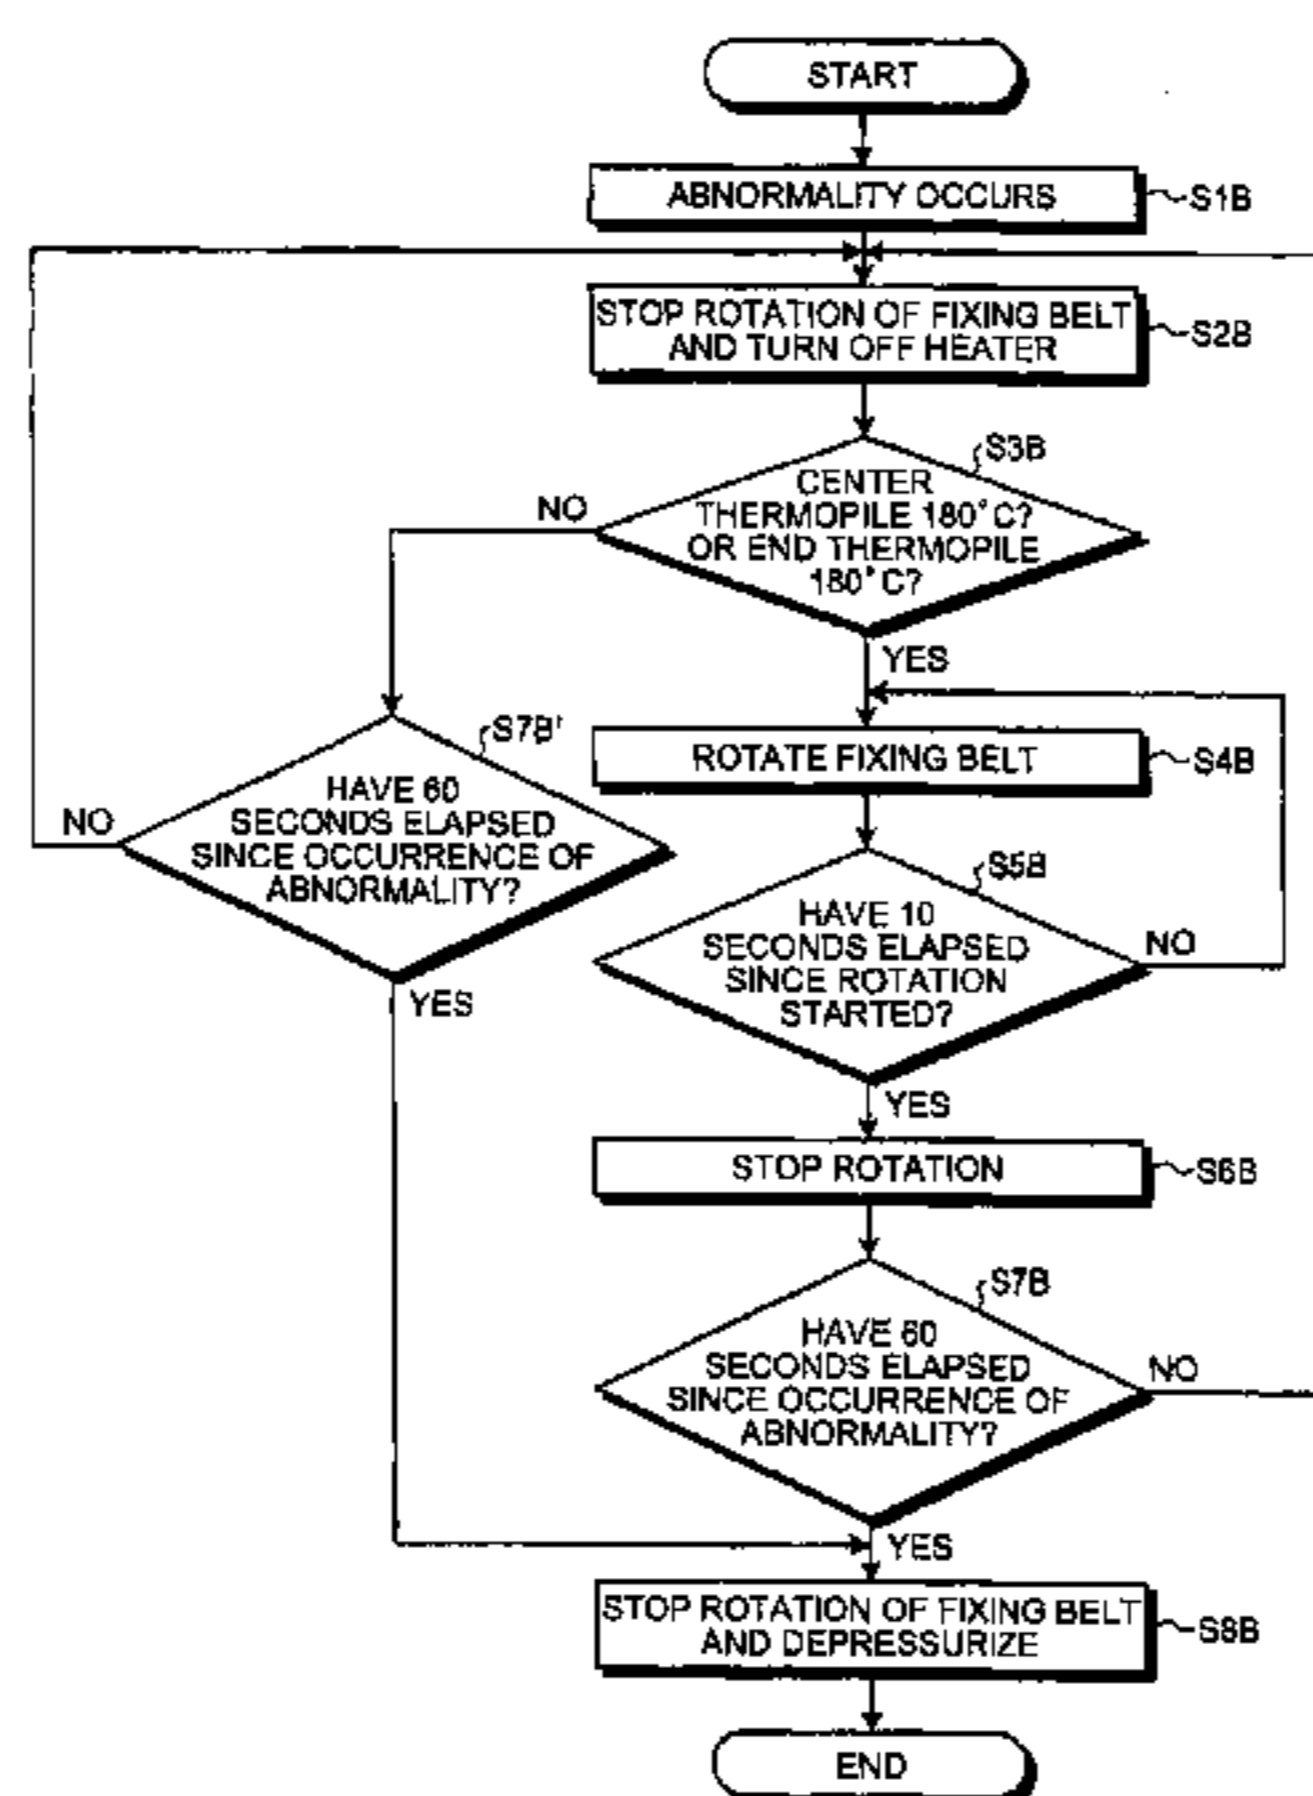 START
ABNORMALITY OCCURS
S1B
STOP ROTATION OF FIXING BELT
AND TURN OFF HEATER
S2B
S3B
CENTER
THERMOPILE 180°C?
OR END THERMOPILE
180°C?
NO
YES
S7B'
HAVE 60
SECONDS ELAPSED
SINCE OCCURRENCE OF
ABNORMALITY?
NO
YES
ROTATE FIXING BELT
S4B
S5B
HAVE 10
SECONDS ELAPSED
SINCE ROTATION
STARTED?
NO
YES
STOP ROTATION
S6B
S7B
HAVE 60
SECONDS ELAPSED
SINCE OCCURRENCE OF
ABNORMALITY?
NO
YES
STOP ROTATION OF FIXING BELT
AND DEPRESSURIZE
S8B
END